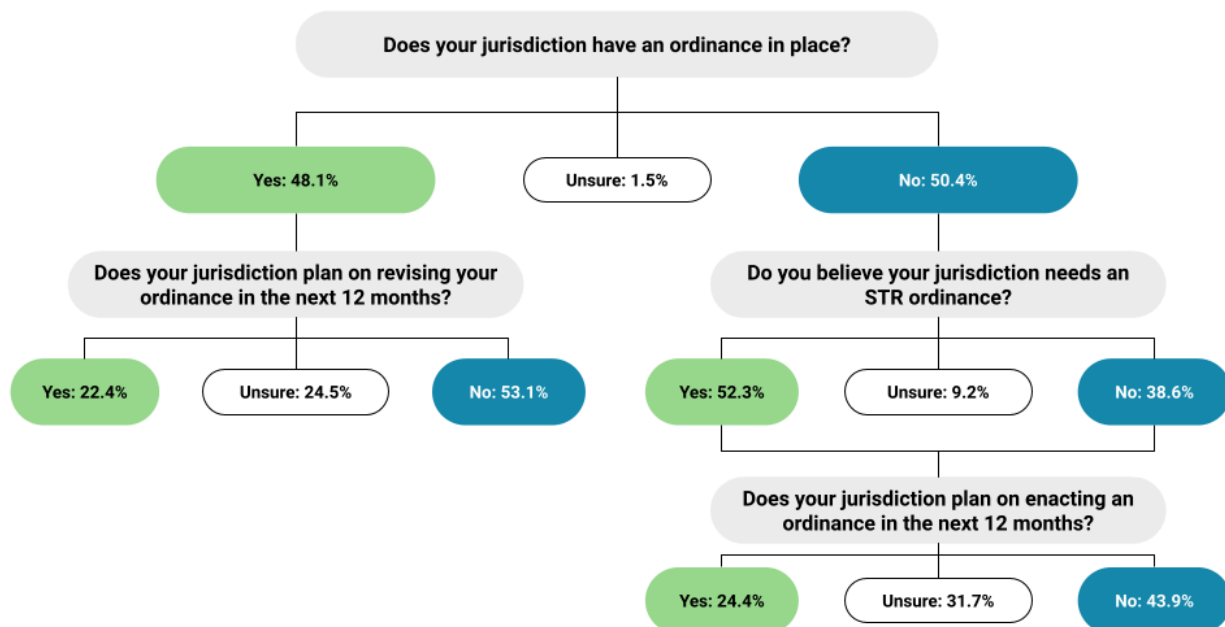 Does your jurisdiction have an ordinance in place?
Yes: 48.1%
Unsure: 1.5%
No: 50.4%
Does your jurisdiction plan on revising your
ordinance in the next 12 months?
Yes: 22.4%
Unsure: 24.5%
No: 53.1%
Do you believe your jurisdiction needs an
STR ordinance?
Yes: 52.3%
Unsure: 9.2%
No: 38.6%
Does your jurisdiction plan on enacting an
ordinance in the next 12 months?
Yes: 24.4%
Unsure: 31.7%
No: 43.9%